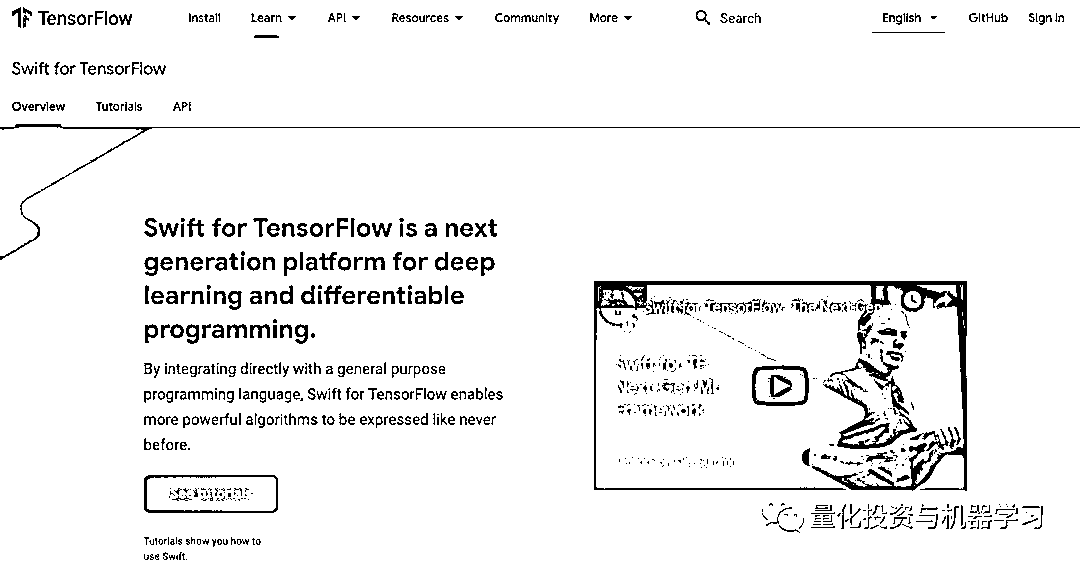 TensorFlow
Install Learn API Resources Community More Search English GitHub Sign in
Swift for TensorFlow
Overview Tutorials API
Swift for TensorFlow is a next
generation platform for deep
learning and differentiable
programming.
By integrating directly with a general purpose
programming language, Swift for TensorFlow enables
more powerful algorithms to be expressed like never
before.
See tutorials
Tutorials show you how to
use Swift.
Swift for TensorFlow: The Next-Gen
Swift for TF:
Next-Gen ML
Framework
量化投资与机器学习